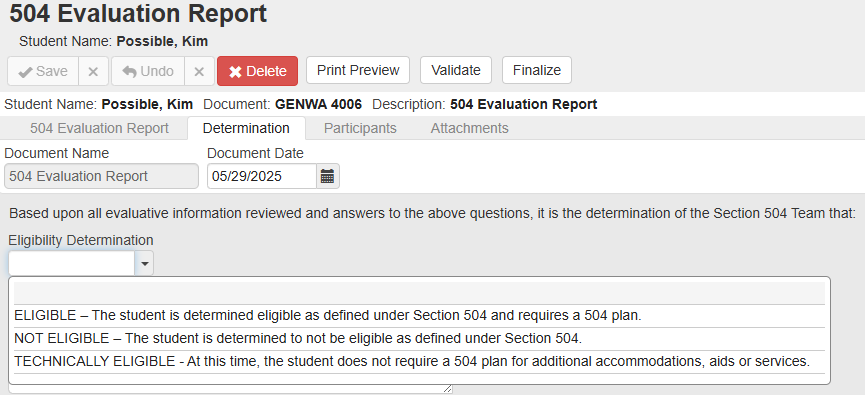 504 Evaluation Report
Student Name: Possible, Kim
Save × Undo × Delete Print Preview Validate Finalize
Student Name: Possible, Kim Document: GENWA 4006 Description: 504 Evaluation Report
504 Evaluation Report Determination Participants Attachments
Document Name Document Date
504 Evaluation Report 05/29/2025
Based upon all evaluative information reviewed and answers to the above questions, it is the determination of the Section 504 Team that:
Eligibility Determination
ELIGIBLE – The student is determined eligible as defined under Section 504 and requires a 504 plan.
NOT ELIGIBLE – The student is determined to not be eligible as defined under Section 504.
TECHNICALLY ELIGIBLE - At this time, the student does not require a 504 plan for additional accommodations, aids or services.